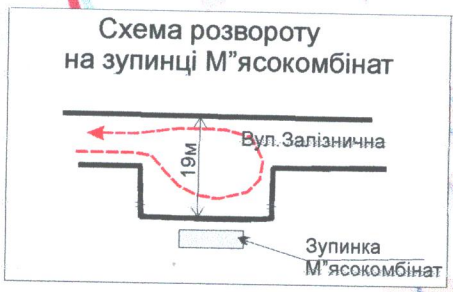 Схема розвороту
на зупинці М"ясокомбінат
Вул.Залізнична
19м
Зупинка
М"ясокомбінат